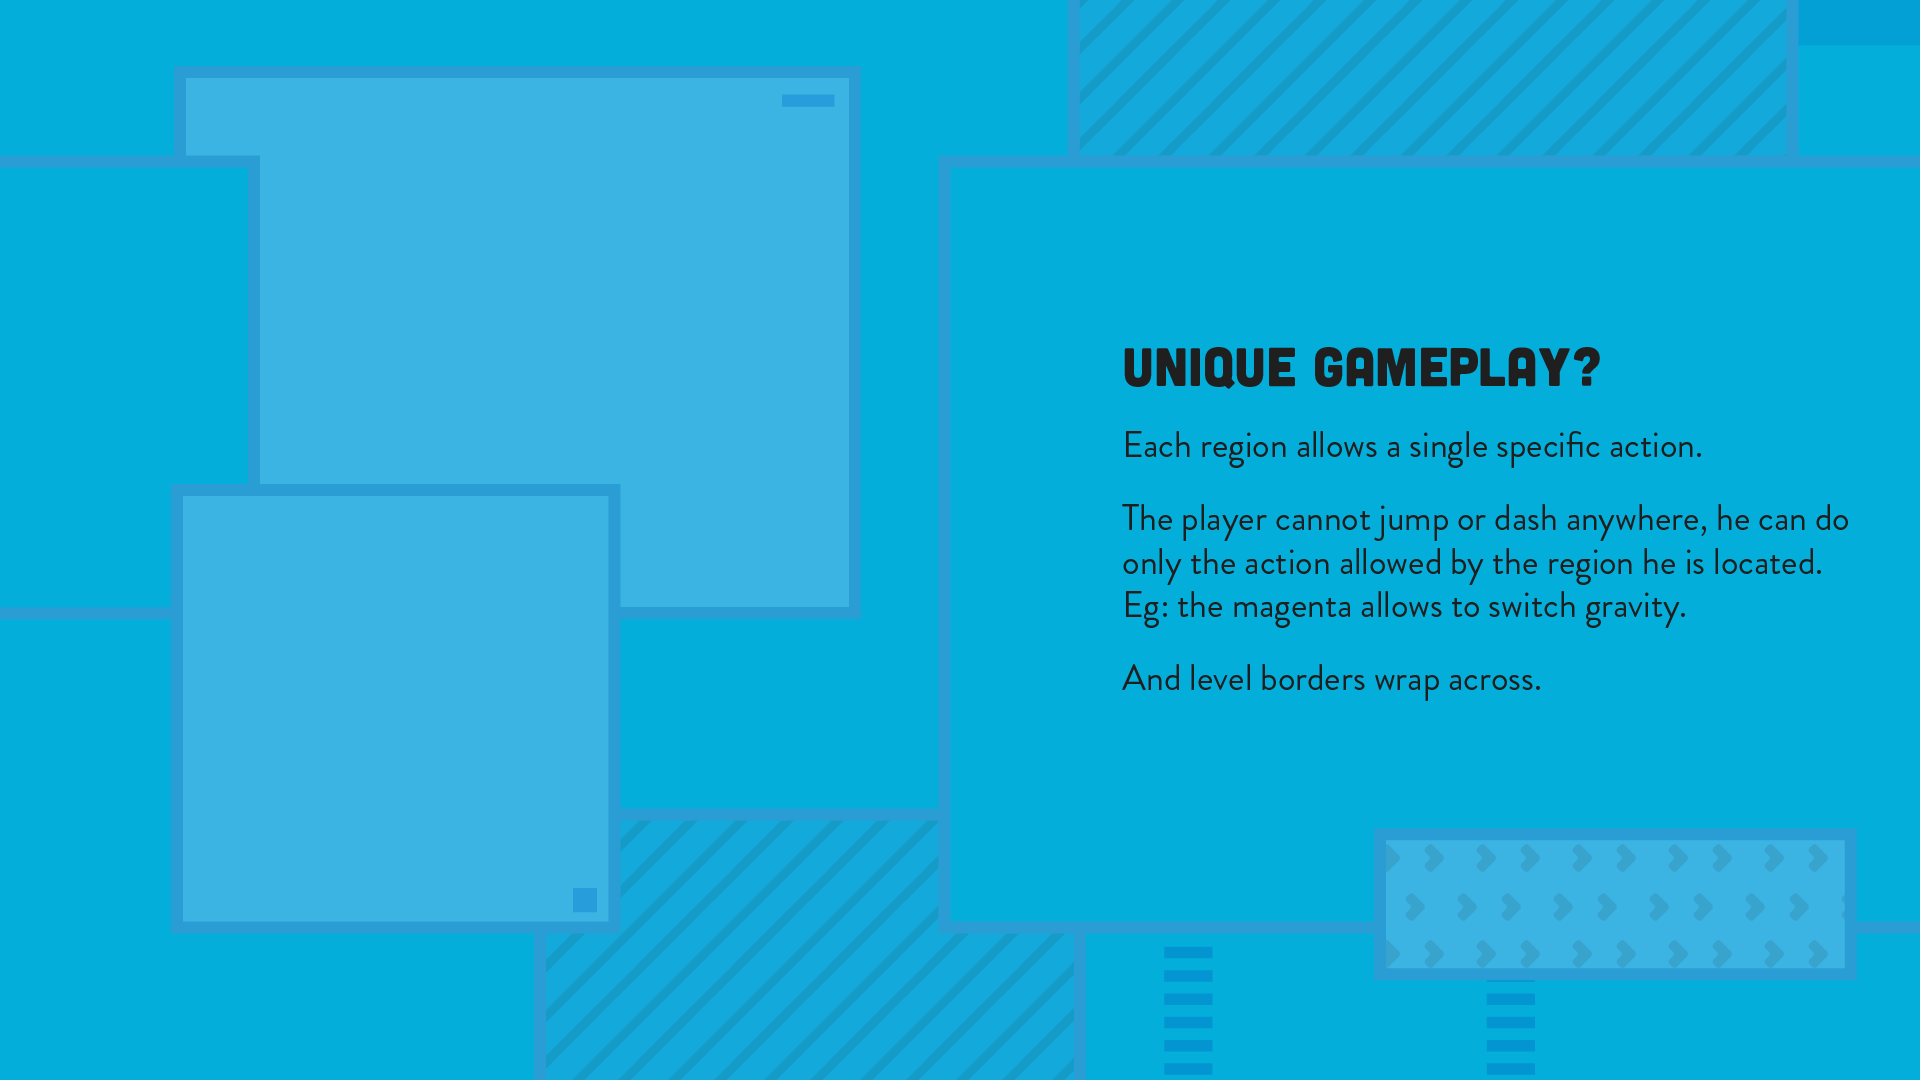 UNIQUE GAMEPLAY?
Each region allows a single specific action.
The player cannot jump or dash anywhere, he can do
only the action allowed by the region he is located.
Eg: the magenta allows to switch gravity.
And level borders wrap across.